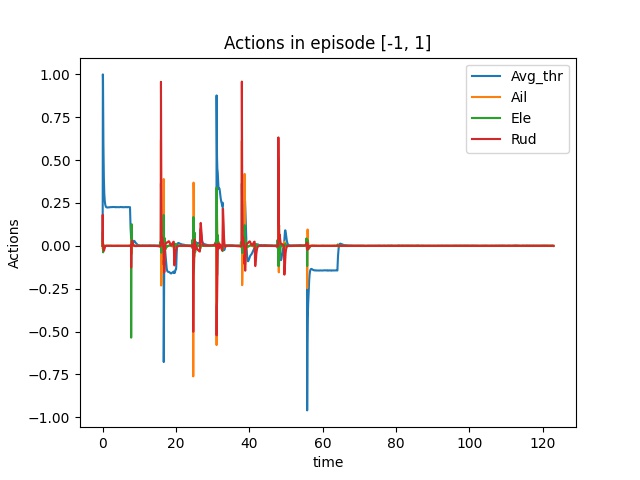 Actions in episode [-1, 1]
Avg_thr
Ail
Ele
Rud
1.00
0.75
0.50
0.25
0.00
−0.25
−0.50
−0.75
−1.00
Actions
0 20 40 60 80 100 120
time